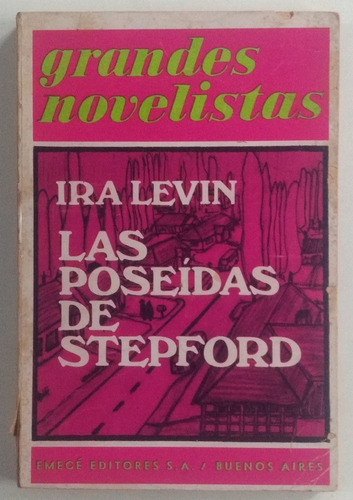 grandes
novelistas
IRA LEVIN
LAS
POSEÍDAS
DE
STEPFORD
EMECÉ EDITORES S.A. / BUENOS AIRES